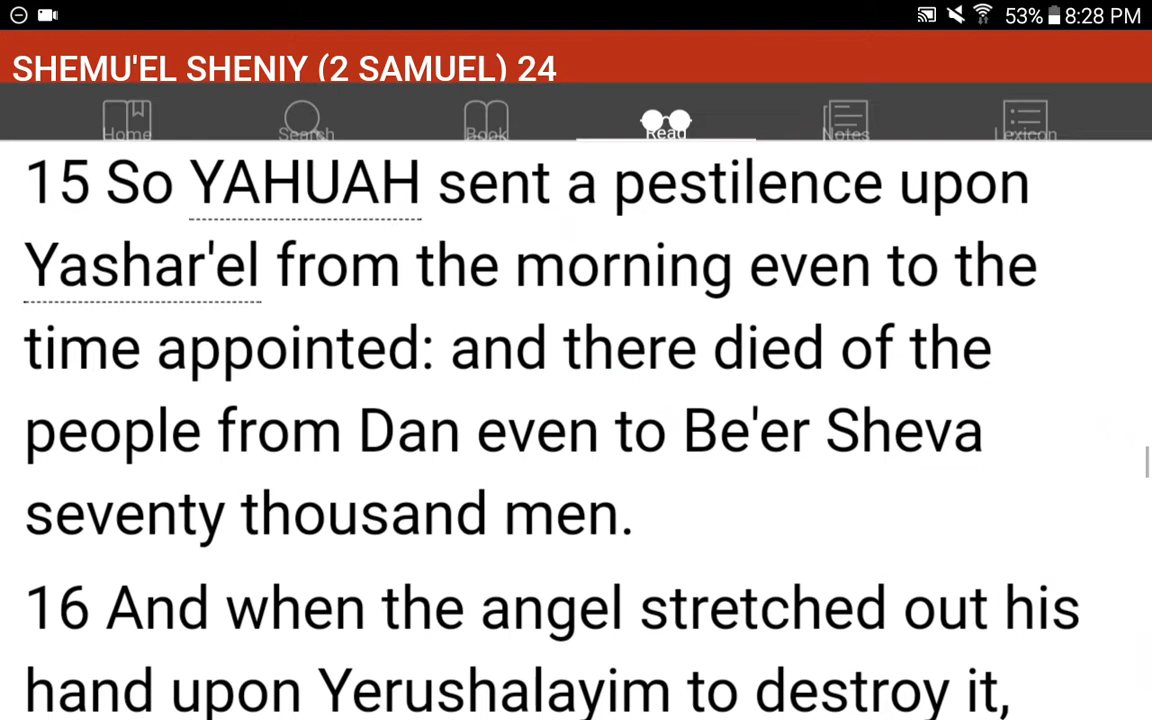 53% 8:28 PM
SHEMU'EL SHENIY (2 SAMUEL) 24
Home Search Book Read Notes Lexicon
15 So YAHUAH sent a pestilence upon
Yashar'el from the morning even to the
time appointed: and there died of the
people from Dan even to Be'er Sheva
seventy thousand men.
16 And when the angel stretched out his
hand upon Yerushalayim to destroy it,